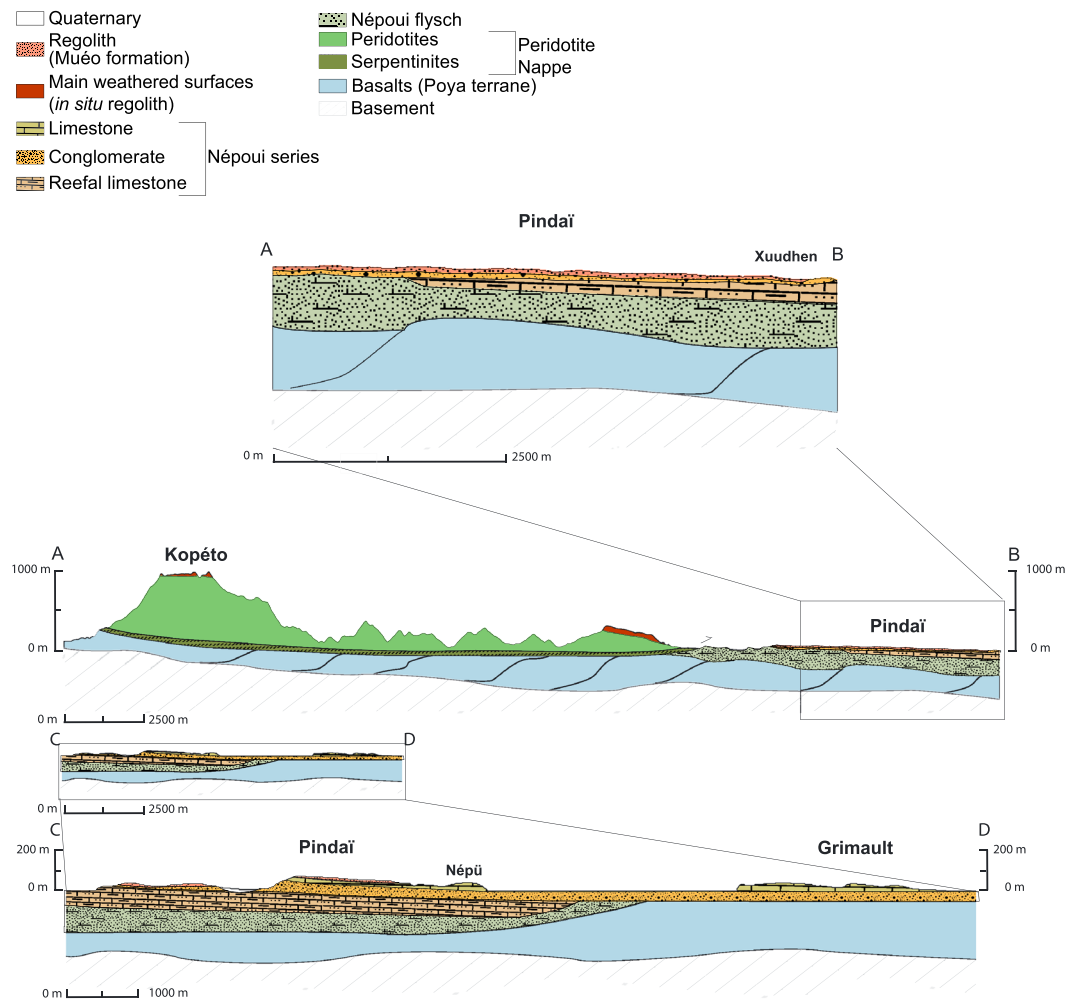 Quaternary
Regolith
(Muéo formation)
Main weathered surfaces
(in situ regolith)
Limestone
Conglomerate
Reefal limestone
Népoui series
Népoui flysch
Peridotites
Serpentinites
Peridotite
Nappe
Basalts (Poya terrane)
Basement
Pindaï
A
Xuudhen
B
0 m
2500 m
A
Kopéto
B
1000 m
1000 m
Pindaï
0 m
0 m
0 m
2500 m
C
D
0 m
2500 m
C
D
200 m
Pindaï
Grimault
200 m
Népü
0 m
0 m
0 m
1000 m